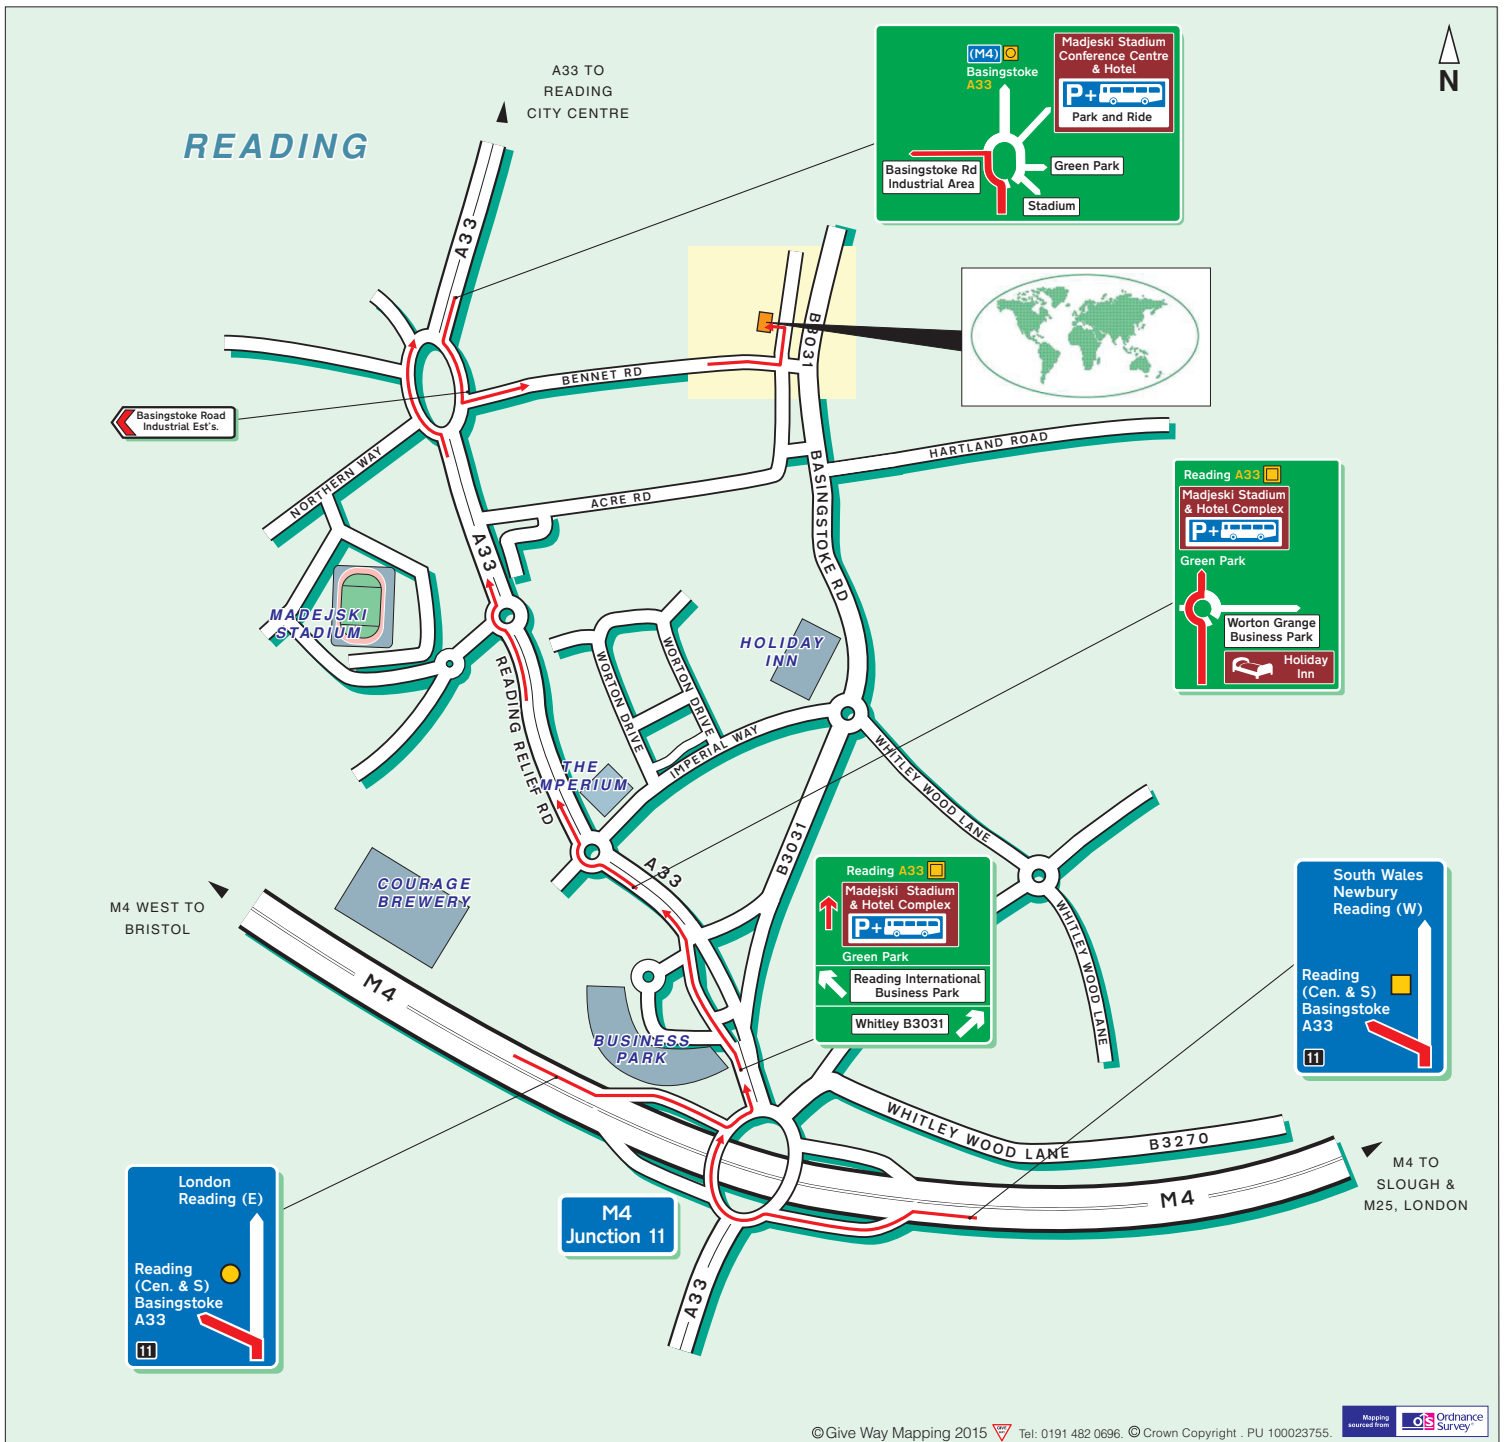 READING
A33 TO
READING
CITY CENTRE
N
(M4)
Basingstoke
A33
Madjeski Stadium
Conference Centre
& Hotel
P+
Park and Ride
Green Park
Basingstoke Rd
Industrial Area
Stadium
A33
B3031
BENNET RD
Basingstoke Road
Industrial Est's.
NORTHERN WAY
HARTLAND ROAD
ACRE RD
A33
BASINGSTOKE RD
Reading A33
Madjeski Stadium
& Hotel Complex
P+
Green Park
Worton Grange
Business Park
Holiday
Inn
MADEJSKI
STADIUM
HOLIDAY
INN
WORTON DRIVE
WORTON DRIVE
READING RELIEF RD
IMPERIAL WAY
THE
IMPERIUM
WHITLEY WOOD LANE
A33
B3031
COURAGE
BREWERY
M4 WEST TO
BRISTOL
M4
Reading A33
Madejski Stadium
& Hotel Complex
P+
Green Park
Reading International
Business Park
Whitley B3031
WHITLEY WOOD LANE
South Wales
Newbury
Reading (W)
Reading
(Cen. & S)
Basingstoke
A33
11
BUSINESS
PARK
WHITLEY WOOD LANE
B3270
M4
M4 TO
SLOUGH &
M25, LONDON
London
Reading (E)
Reading
(Cen. & S)
Basingstoke
A33
11
M4
Junction 11
A33
©Give Way Mapping 2015 GIVE WAY Tel: 0191 482 0696. © Crown Copyright . PU 100023755.
Mapping
sourced from
OS
Ordnance
Survey®